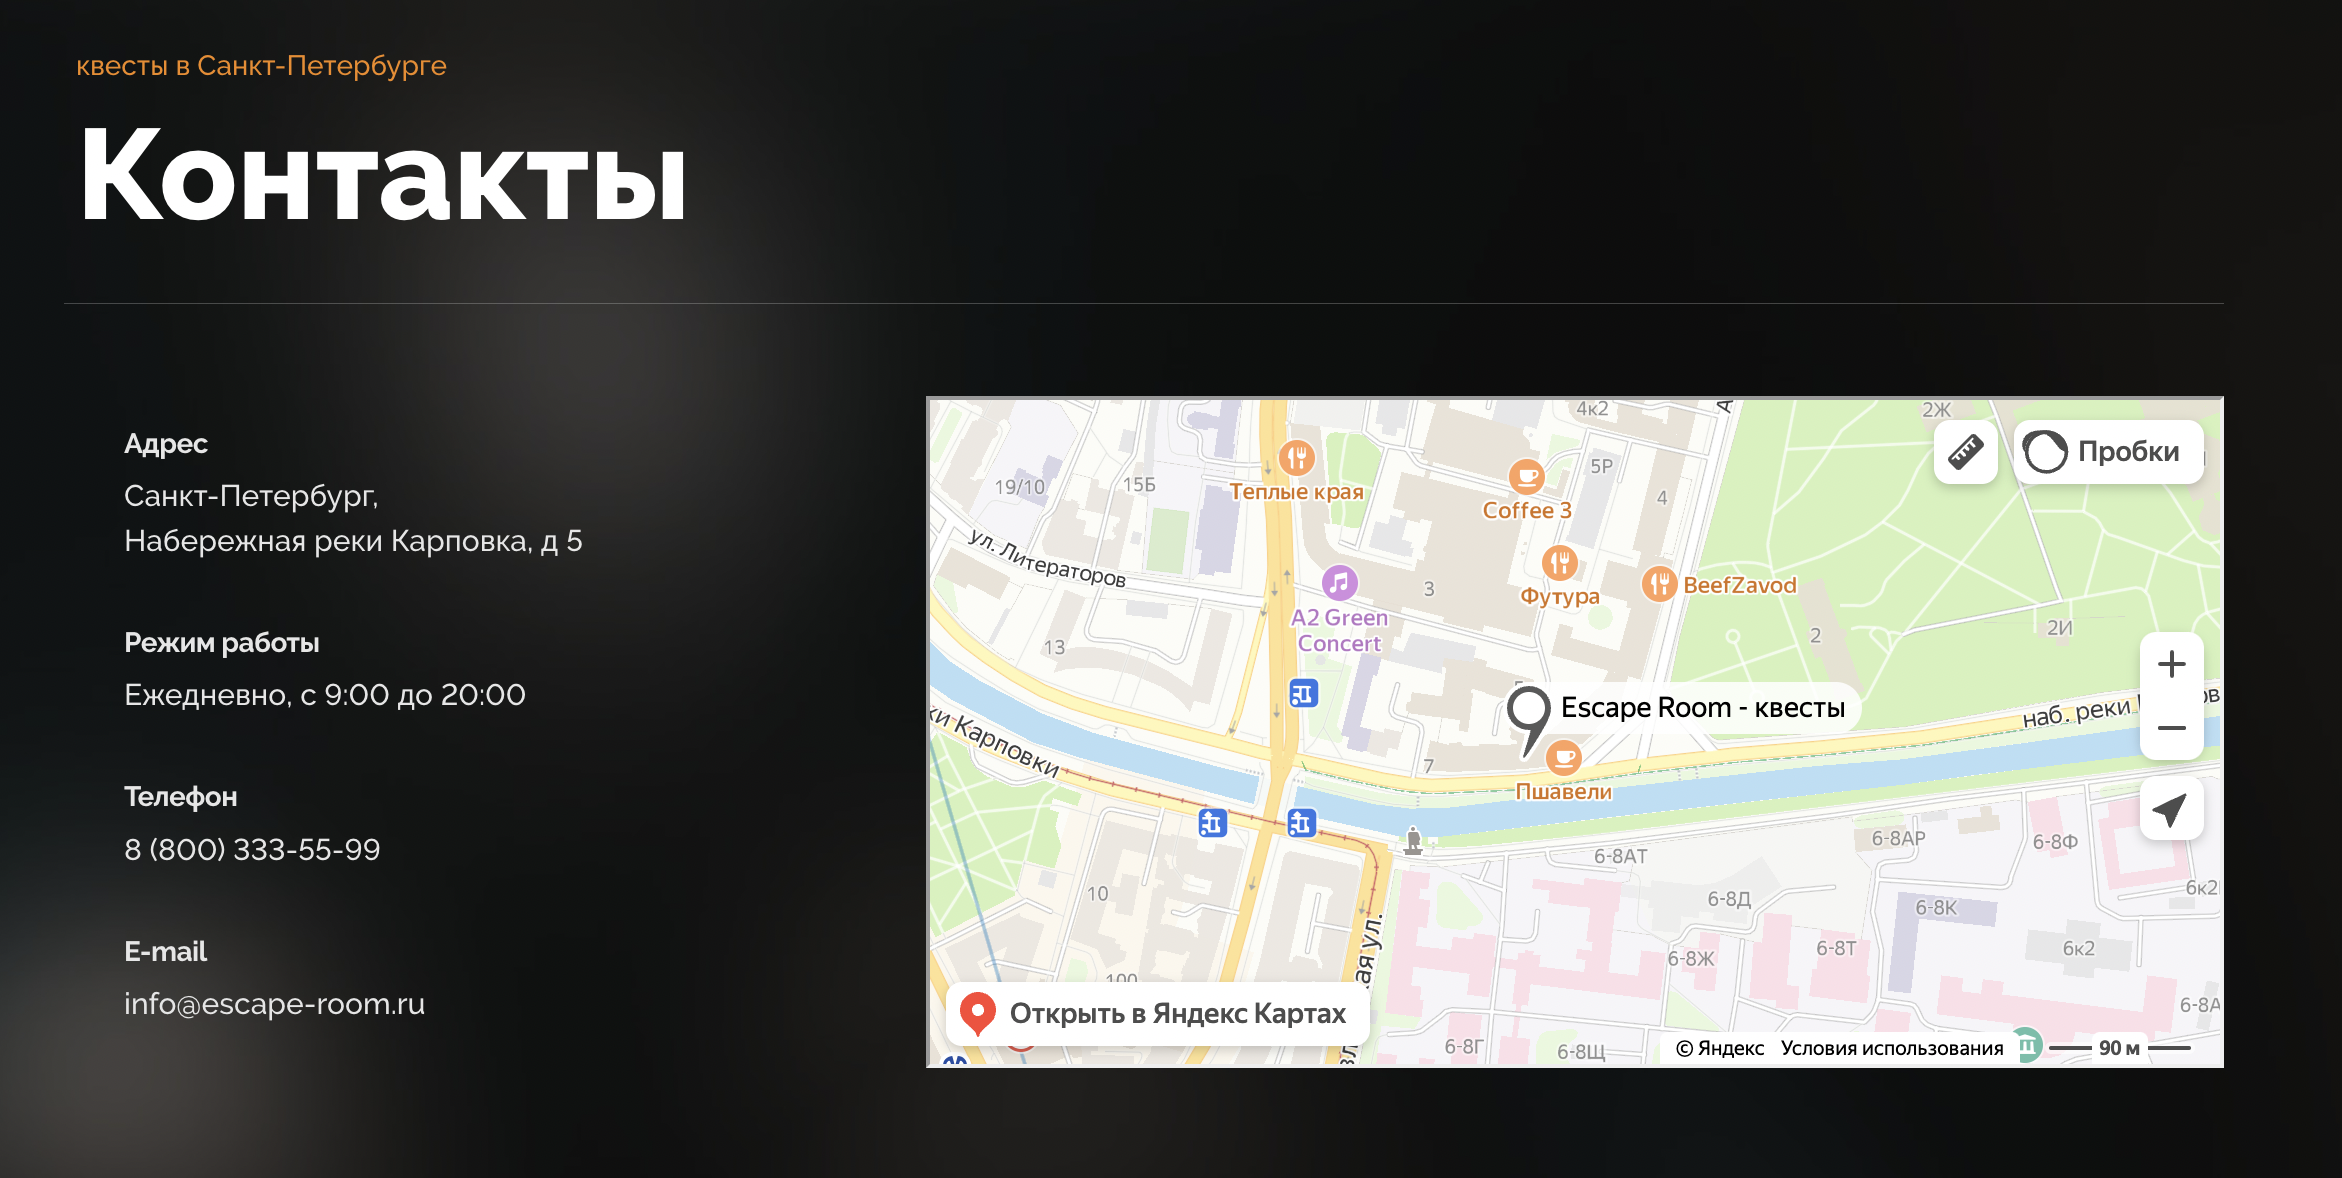 квесты в Санкт-Петербурге
Контакты
Адрес
Санкт-Петербург,
Набережная реки Карповка, д 5
Режим работы
Ежедневно, с 9:00 до 20:00
Телефон
8 (800) 333-55-99
E-mail
info@escape-room.ru
4к2
2Ж
Пробки
Теплые края
19/10
15Б
Coffee 3
5Р
4
ул. Литераторов
3
Футура
BeefZavod
A2 Green
Concert
13
2
2И
Escape Room - квесты
наб. реки
ки Карповки
7
Пшавели
6-8АТ
6-8АР
6-8Ф
10
6-8Д
6-8К
6к2
6-8Ж
6-8Т
6к2
100
ая ул.
Открыть в Яндекс Картах
6-8Г
6-8Щ
6-8А
© Яндекс
Условия использования
90 м